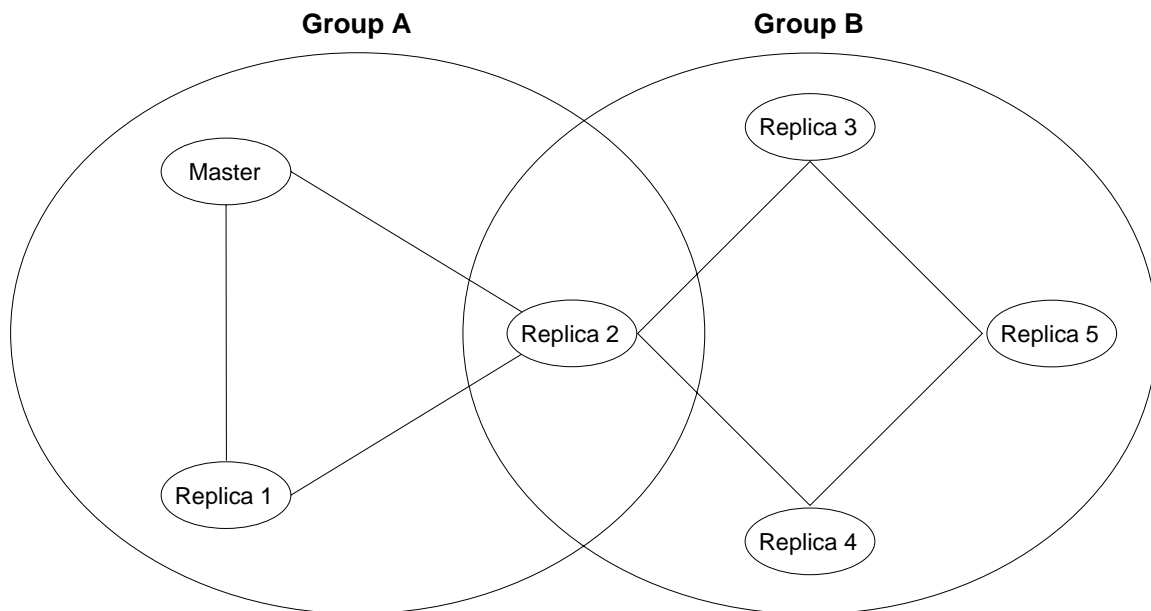 Group A
Group B
Master
Replica 1
Replica 2
Replica 3
Replica 4
Replica 5